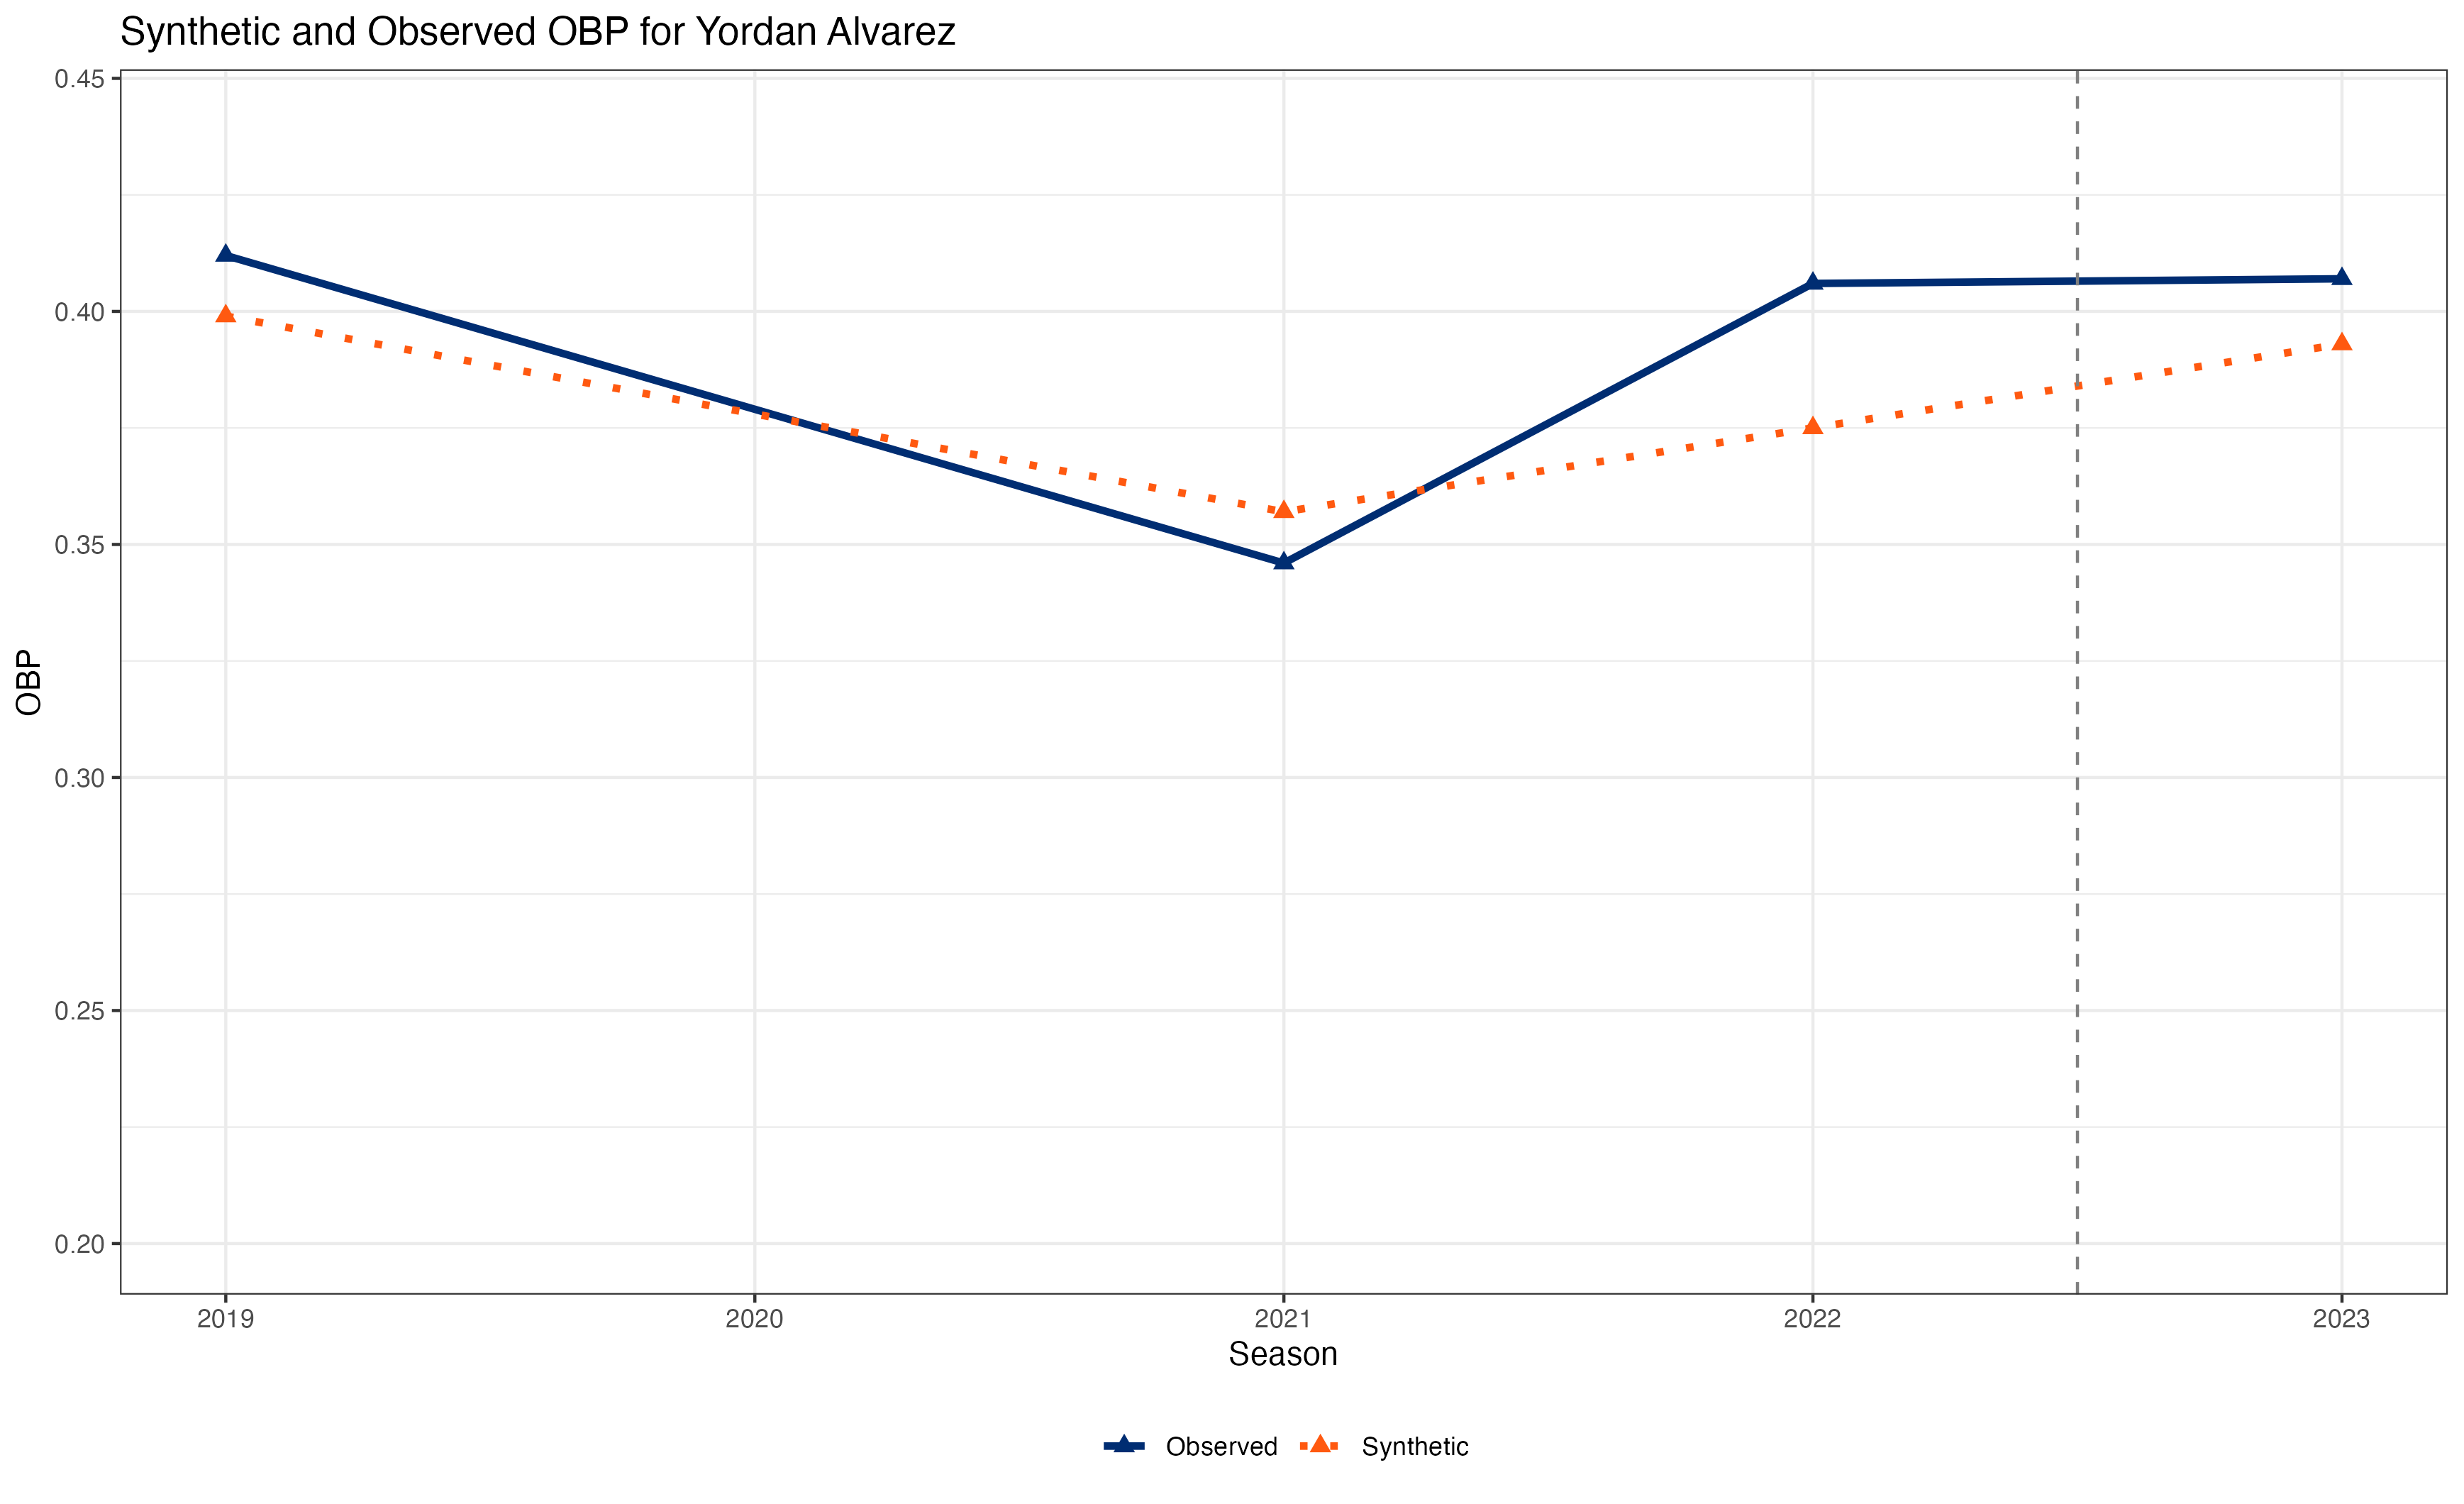 Synthetic and Observed OBP for Yordan Alvarez
0.45
0.40
0.35
0.30
0.25
0.20
OBP
2019 2020 2021 2022 2023
Season
Observed Synthetic